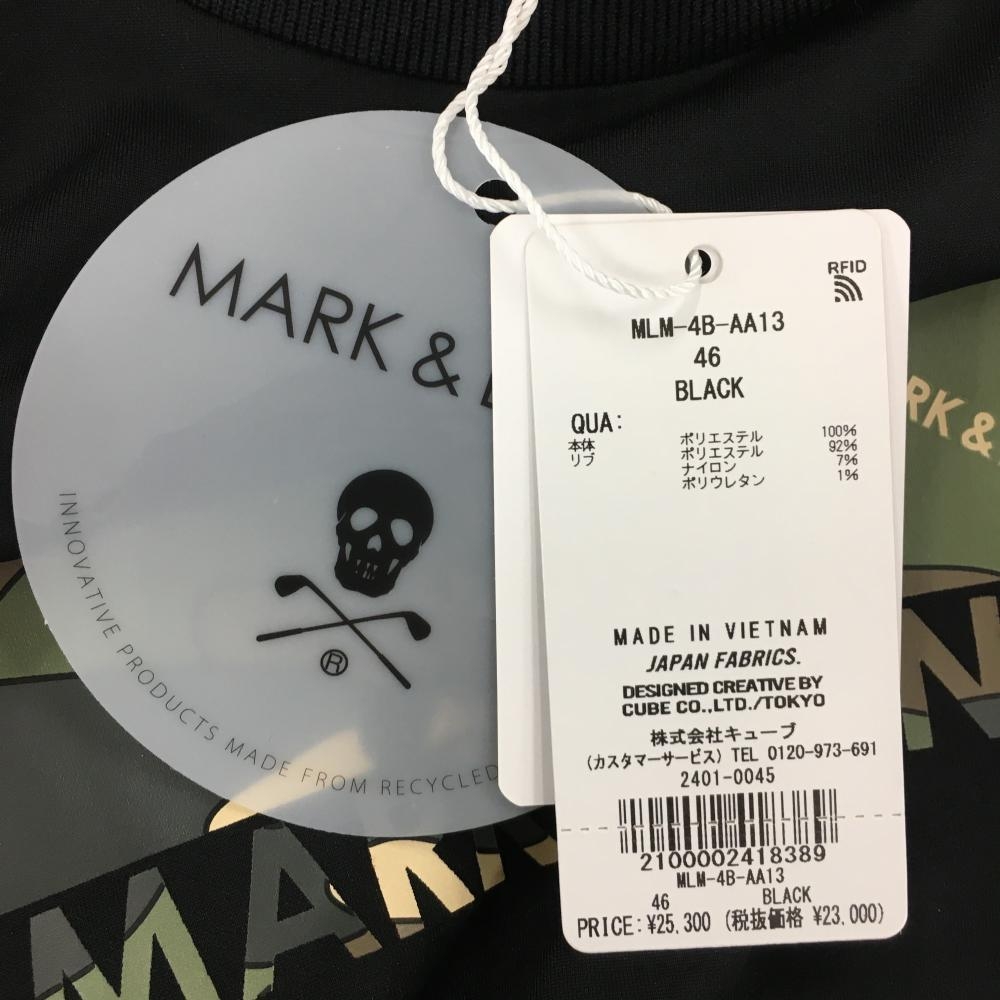 MARK &
INNOVATIVE PRODUCTS MADE FROM RECYCLED
®
RFID
MLM-4B-AA13
46
BLACK
QUA:
本体 ポリエステル 100%
リブ ポリエステル 92%
ナイロン 7%
ポリウレタン 1%
MADE IN VIETNAM
JAPAN FABRICS.
DESIGNED CREATIVE BY
CUBE CO.,LTD./TOKYO
株式会社キューブ
(カスタマーサービス) TEL 0120-973-691
2401-0045
2100002418389
MLM-4B-AA13
46 BLACK
PRICE: ¥25,300 (税抜価格 ¥23,000)
RK &
MARK
N